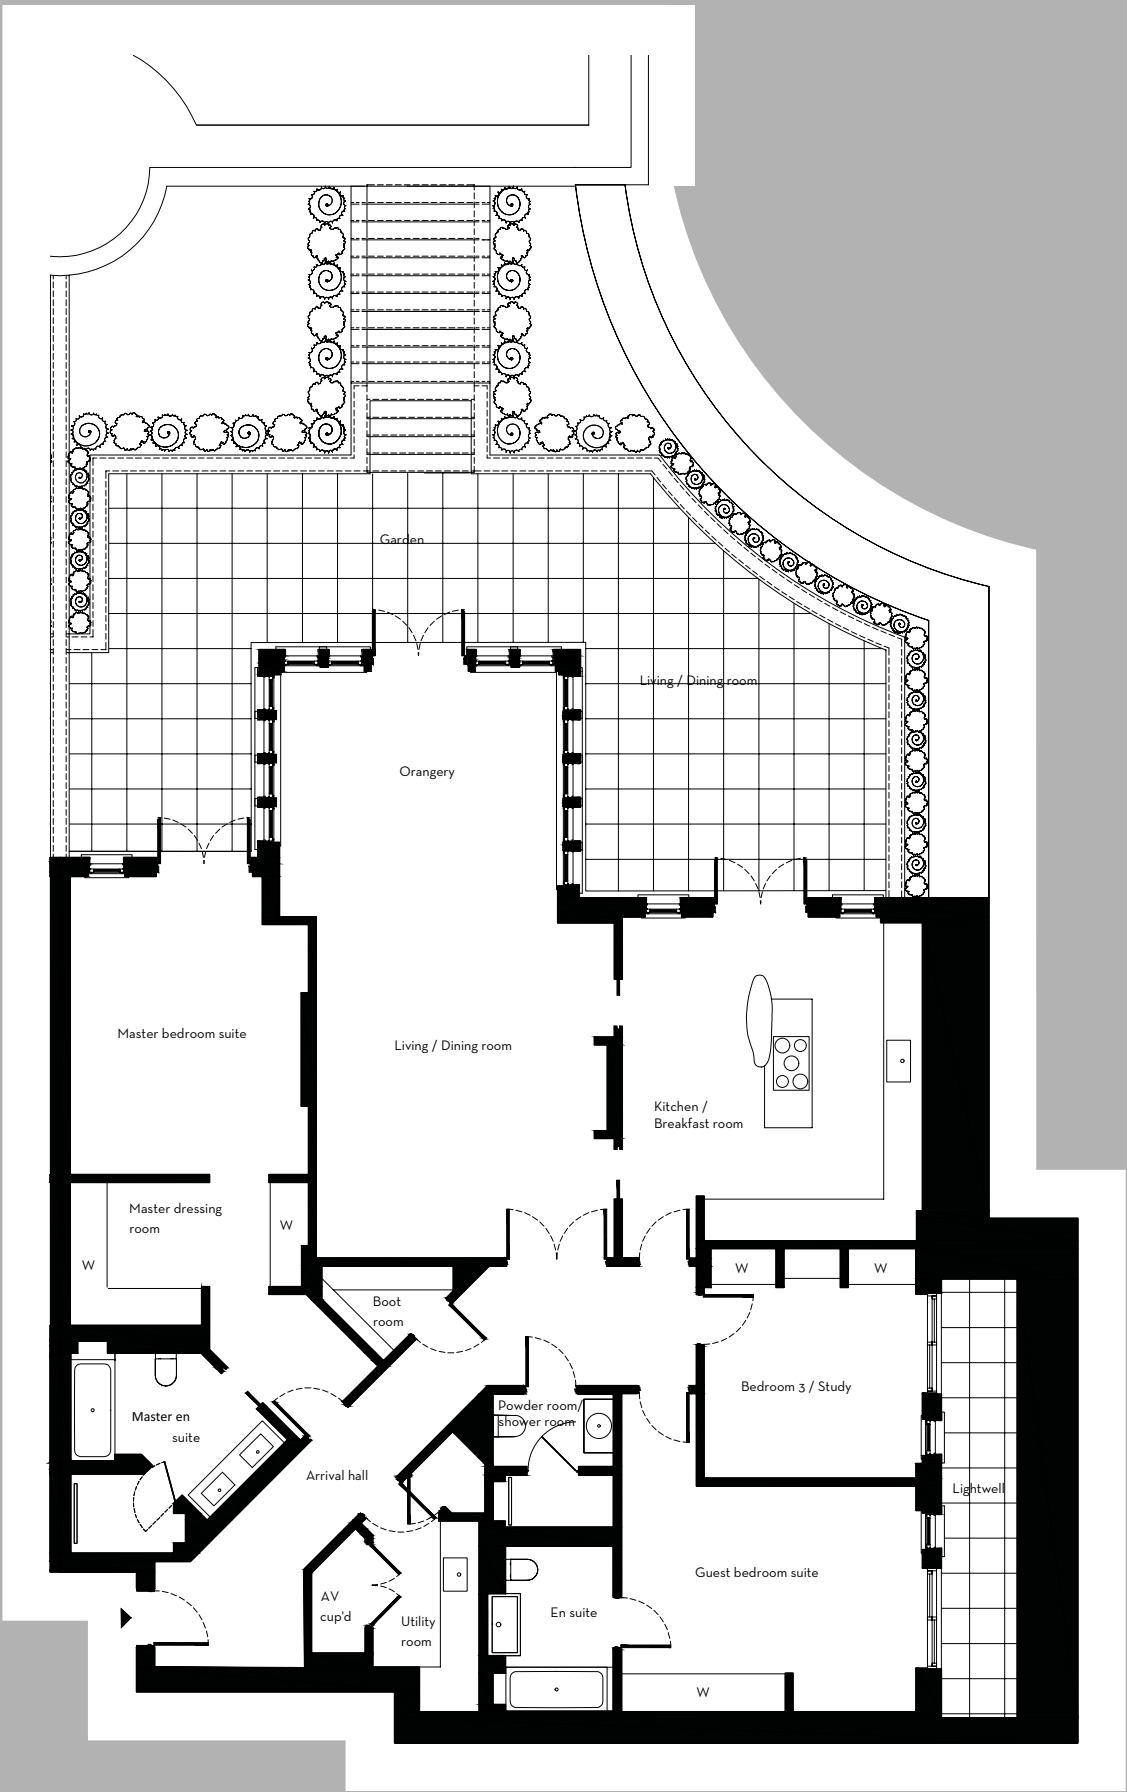 Garden
Living / Dining room
Orangery
Master bedroom suite
Living / Dining room
Kitchen /
Breakfast room
Master dressing
room
W
W
W
W
Boot
room
Bedroom 3 / Study
Powder room/
shower room
Master en
suite
Arrival hall
Lightwell
Guest bedroom suite
AV
cup'd
Utility
room
En suite
W